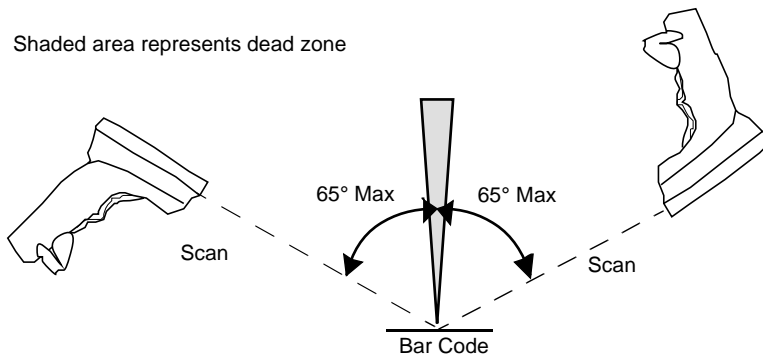 Shaded area represents dead zone
65° Max
65° Max
Scan
Scan
Bar Code